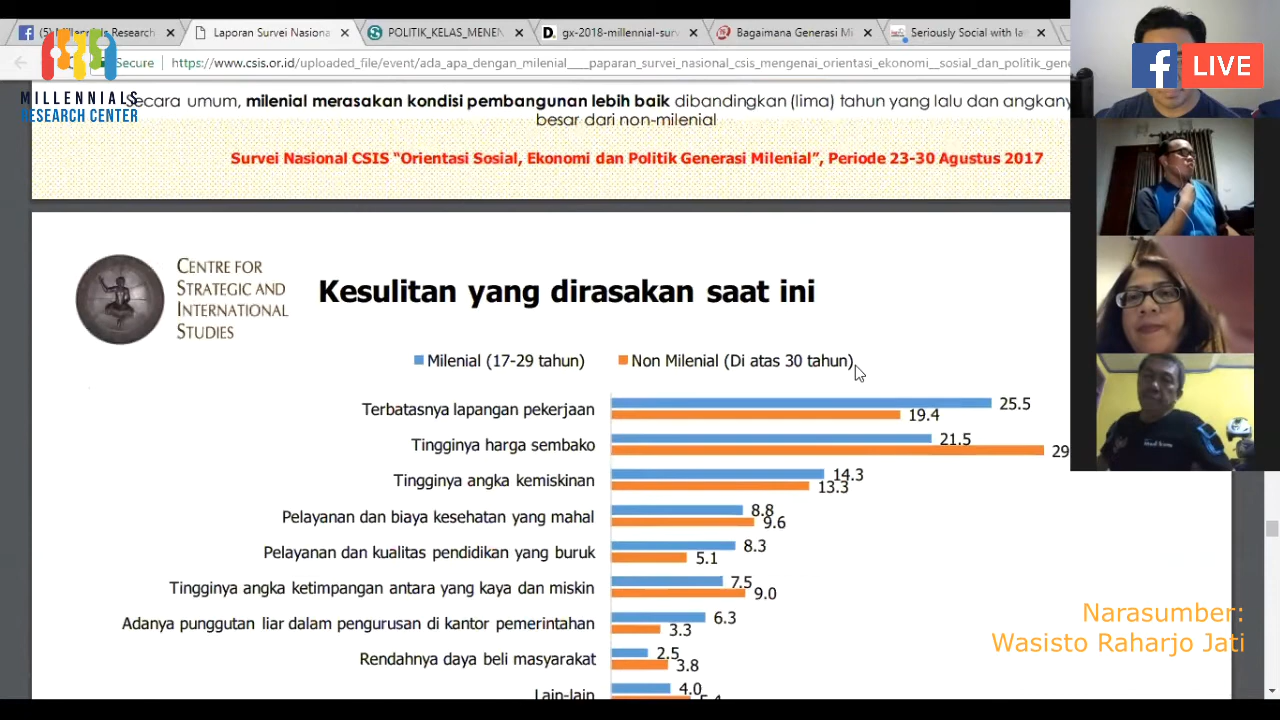 (5) Millennials Research
Laporan Survei Nasiona
POLITIK_KELAS_MENEN
gx-2018-millennial-surv
Bagaimana Generasi Mi
Seriously Social with la
Secure
https://www.csis.or.id/uploaded_file/event/ada_apa_dengan_milenial____paparan_survei_nasional_csis_mengenai_orientasi_ekonomi__sosial_dan_politik_gene
MILLENNIALS
RESEARCH CENTER
f LIVE
Secara umum, milenial merasakan kondisi pembangunan lebih baik dibandingkan (lima) tahun yang lalu dan angkany
besar dari non-milenial
Survei Nasional CSIS “Orientasi Sosial, Ekonomi dan Politik Generasi Milenial”, Periode 23-30 Agustus 2017
CENTRE FOR
STRATEGIC AND
INTERNATIONAL
STUDIES
Kesulitan yang dirasakan saat ini
Milenial (17-29 tahun) Non Milenial (Di atas 30 tahun)
Terbatasnya lapangan pekerjaan 25.5
19.4
Tingginya harga sembako 21.5
29
Tingginya angka kemiskinan 14.3
13.3
Pelayanan dan biaya kesehatan yang mahal 8.8
9.6
Pelayanan dan kualitas pendidikan yang buruk 8.3
5.1
Tingginya angka ketimpangan antara yang kaya dan miskin 7.5
9.0
Adanya punggutan liar dalam pengurusan di kantor pemerintahan 6.3
3.3
Rendahnya daya beli masyarakat 2.5
3.8
Lain-lain 4.0
Narasumber:
Wasisto Raharjo Jati